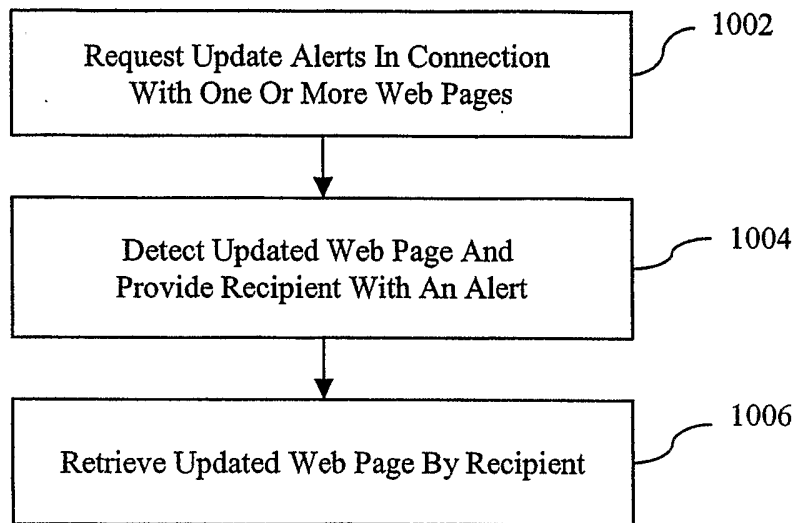 Request Update Alerts In Connection
With One Or More Web Pages
1002
Detect Updated Web Page And
Provide Recipient With An Alert
1004
Retrieve Updated Web Page By Recipient
1006